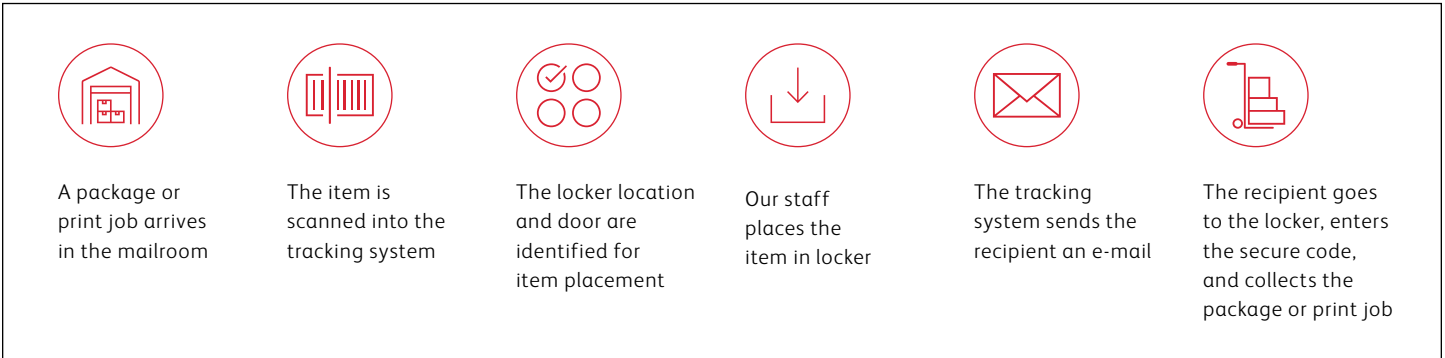 A package or
print job arrives
in the mailroom
The item is
scanned into the
tracking system
The locker location
and door are
identified for
item placement
Our staff
places the
item in locker
The tracking
system sends the
recipient an e-mail
The recipient goes
to the locker, enters
the secure code,
and collects the
package or print job